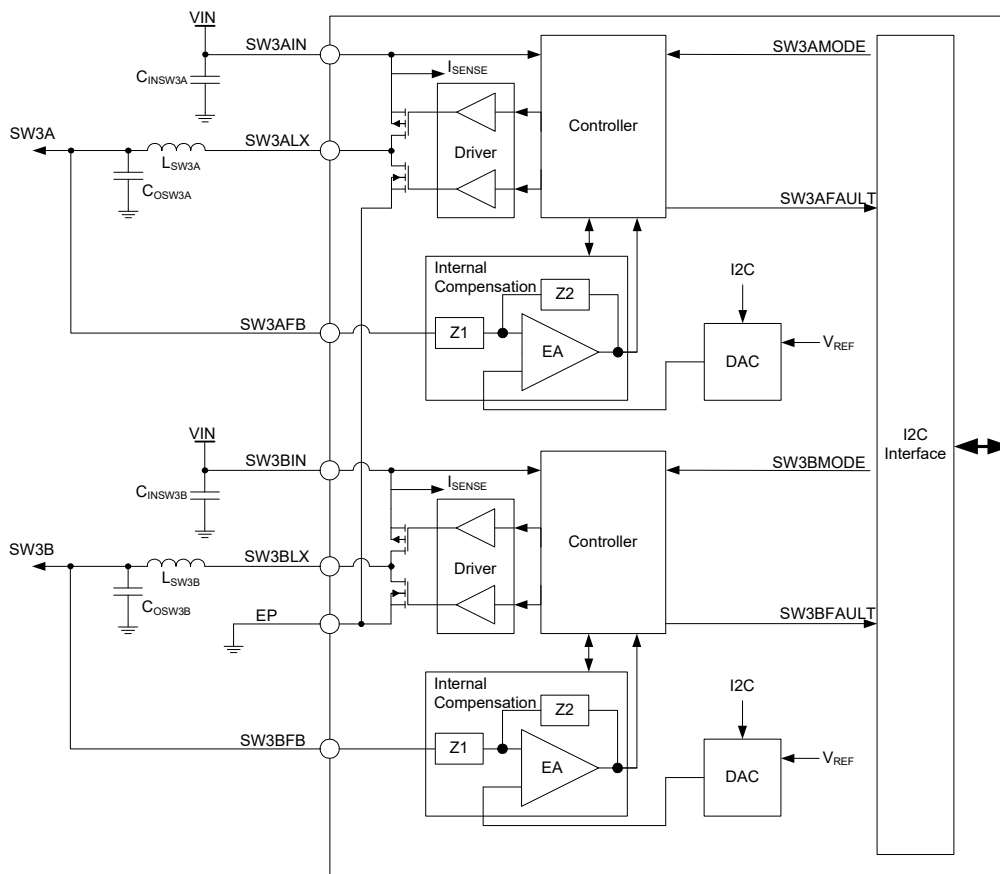 VIN
SW3AIN
SW3AMODE
CINSW3A
ISENSE
Controller
SW3A
SW3ALX
Driver
LSW3A
COSW3A
SW3AFAULT
Internal
Compensation
I2C
Z2
SW3AFB
Z1
EA
VREF
DAC
VIN
I2C
Interface
SW3BIN
SW3BMODE
CINSW3B
ISENSE
Controller
SW3B
SW3BLX
Driver
LSW3B
COSW3B
EP
SW3BFAULT
Internal
Compensation
I2C
Z2
SW3BFB
Z1
EA
VREF
DAC